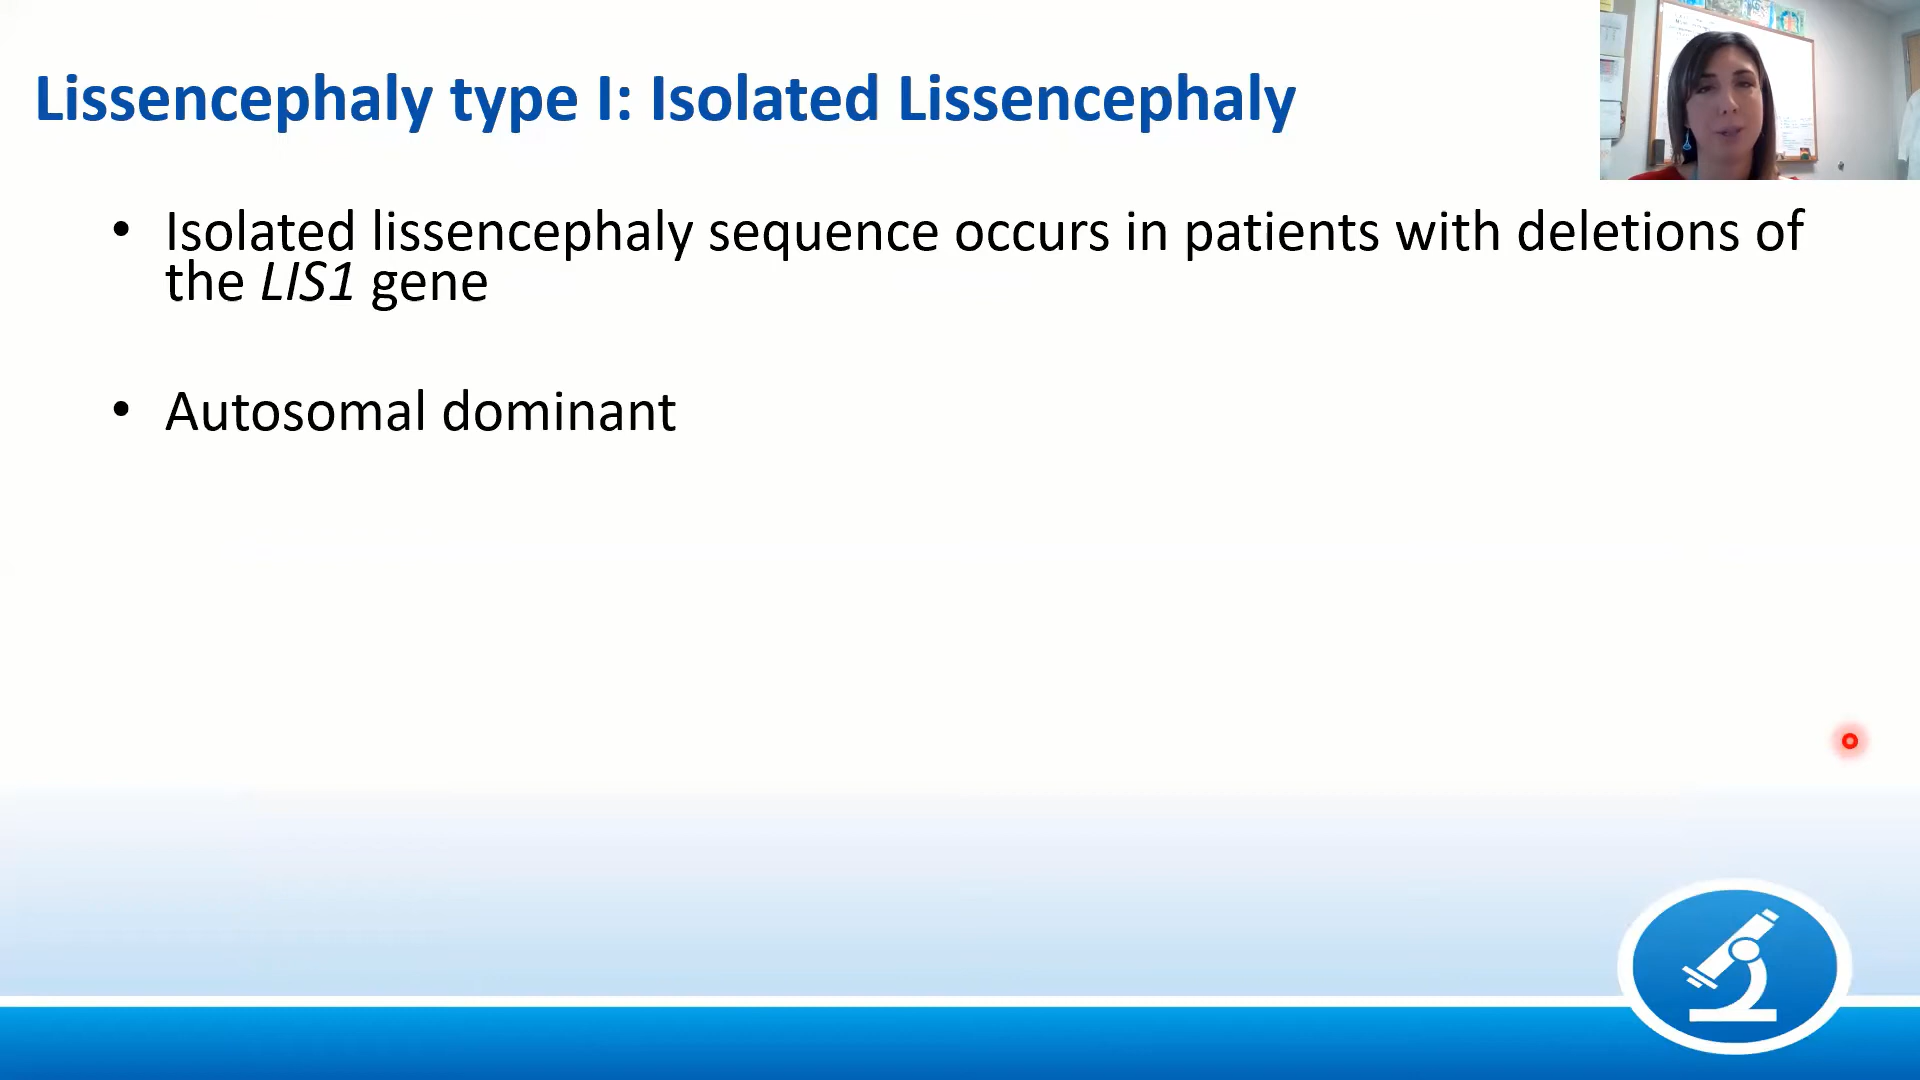 Lissencephaly type I: Isolated Lissencephaly
• Isolated lissencephaly sequence occurs in patients with deletions of
the LIS1 gene
• Autosomal dominant